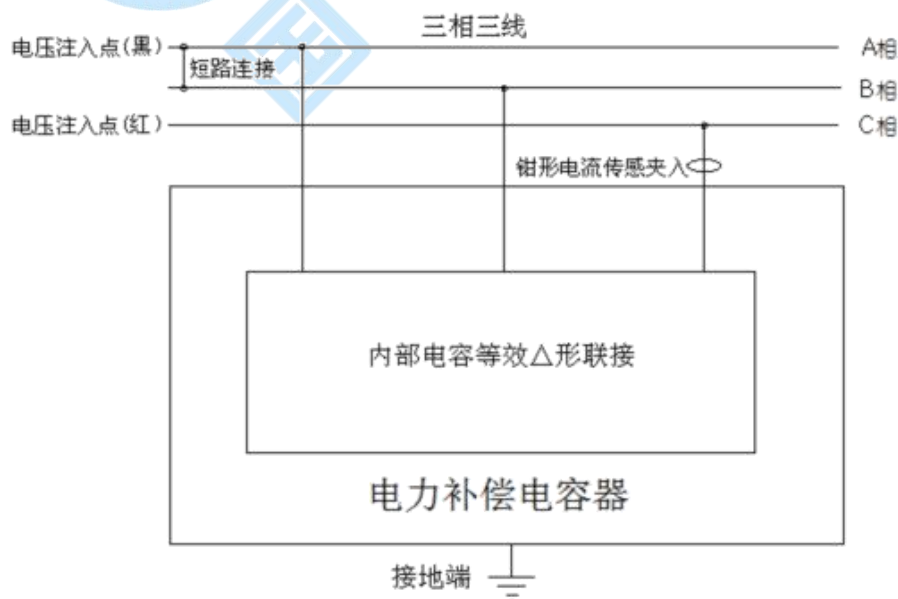 三相三线
电压注入点(黑)
A相
短路连接
B相
电压注入点(红)
C相
钳形电流传感夹入
内部电容等效△形联接
电力补偿电容器
接地端